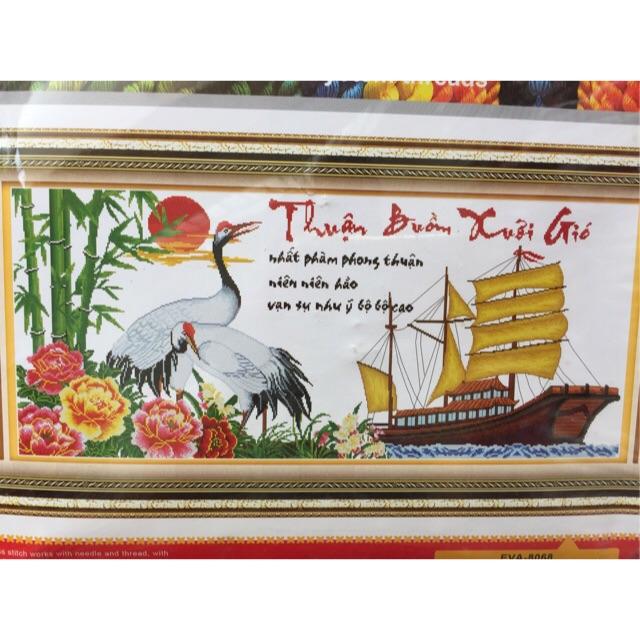 threads
Thuận Buồm Xuôi Gió
nhất phàm phong thuận
niên niên hảo
vạn sự như ý bộ bộ cao
stitch works with needle and thread, with
EVA-8068